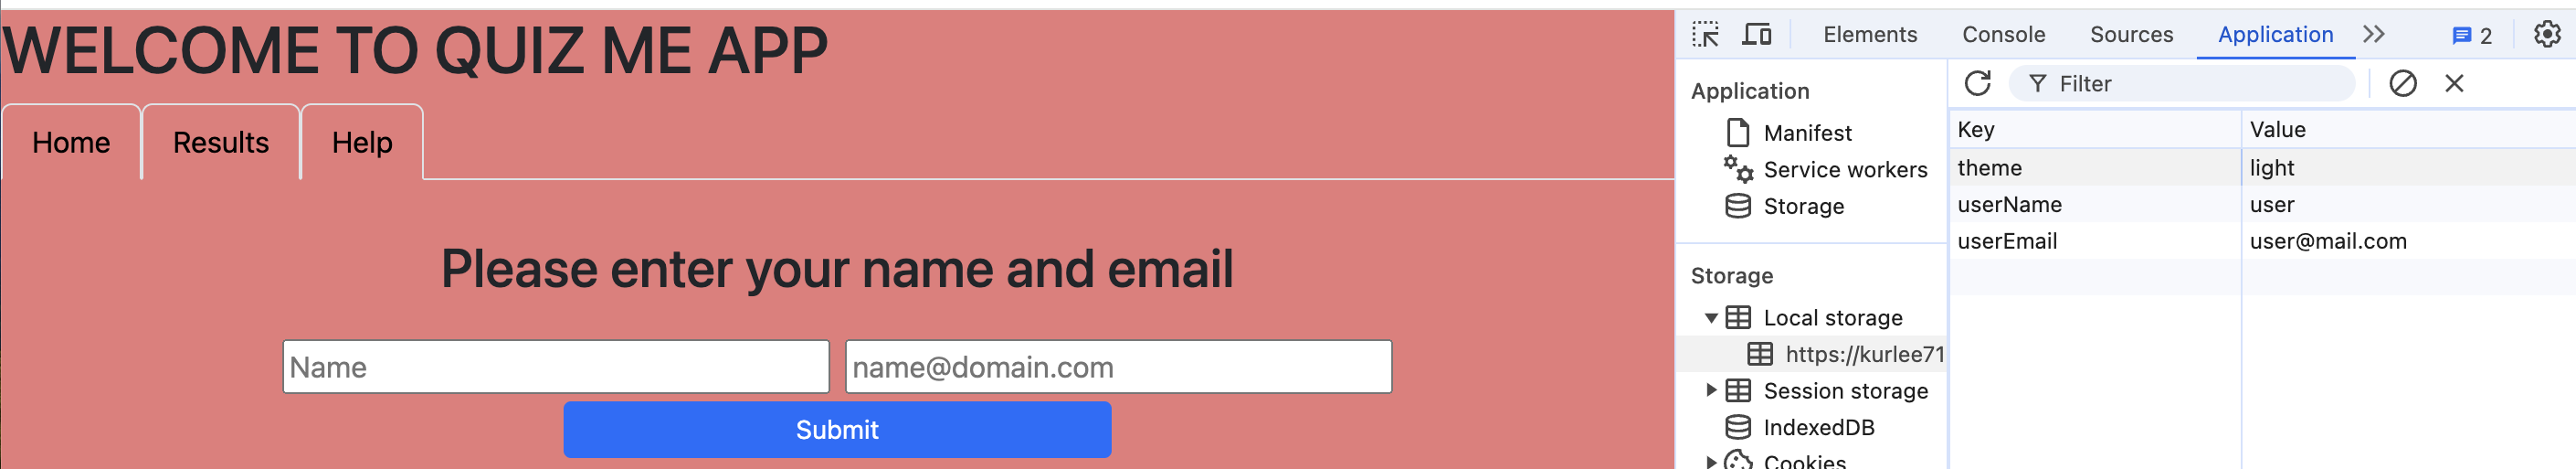 WELCOME TO QUIZ ME APP
Home Results Help
Please enter your name and email
Name name@domain.com
Submit
Elements Console Sources Application 2
Application
Manifest
Service workers
Storage
Storage
Local storage
https://kurlee71
Session storage
IndexedDB
Cookies
Filter
Key Value
theme light
userName user
userEmail user@mail.com